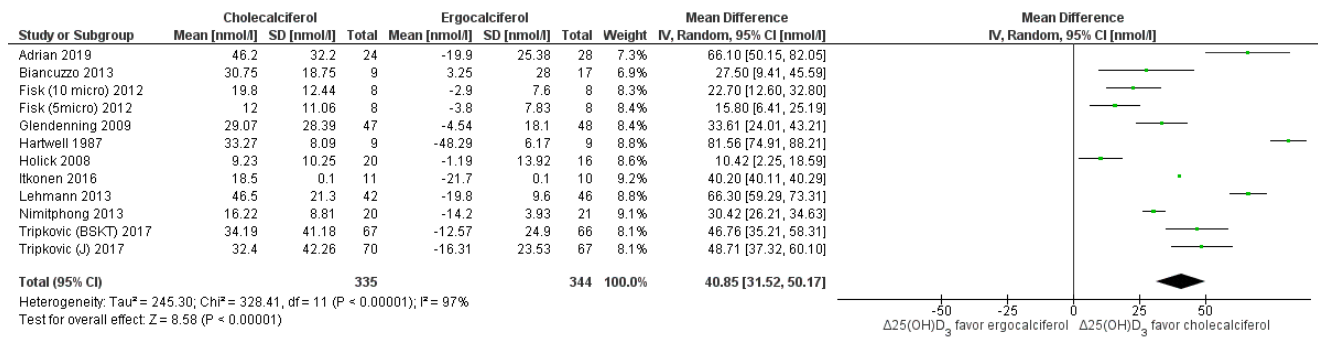 Cholecalciferol Ergocalciferol Mean Difference Mean Difference
Study or Subgroup Mean [nmol/l] SD [nmol/l] Total Mean [nmol/l] SD [nmol/l] Total Weight IV, Random, 95% CI [nmol/l] IV, Random, 95% CI [nmol/l]
Adrian 2019 46.2 32.2 24 -19.9 25.38 28 7.3% 66.10 [50.15, 82.05]
Biancuzzo 2013 30.75 18.75 9 3.25 28 17 6.9% 27.50 [9.41, 45.59]
Fisk (10 micro) 2012 19.8 12.44 8 -2.9 7.6 8 8.3% 22.70 [12.60, 32.80]
Fisk (5micro) 2012 12 11.06 8 -3.8 7.83 8 8.5% 15.80 [6.41, 25.19]
Glendenning 2009 29.07 28.39 47 -4.54 18.1 48 8.4% 33.61 [24.01, 43.21]
Hartwell 1987 33.27 8.09 9 -48.29 6.17 9 8.8% 81.56 [74.91, 88.21]
Holick 2008 9.23 10.25 20 -1.19 13.92 16 8.6% 10.42 [2.25, 18.59]
Itkonen 2016 18.5 0.1 11 -21.7 0.1 10 9.2% 40.20 [40.11, 40.29]
Lehmann 2013 46.5 21.3 42 -19.8 9.6 46 8.8% 66.30 [59.29, 73.31]
Nimitphong 2013 16.22 8.81 20 -14.2 3.93 21 9.1% 30.42 [26.21, 34.63]
Tripkovic (BSKT) 2017 34.19 41.18 67 -12.57 24.9 66 8.1% 46.76 [35.21, 58.31]
Tripkovic (J) 2017 32.4 42.26 70 -16.31 23.53 67 8.1% 48.71 [37.32, 60.10]
Total (95% CI) 335 344 100.0% 40.85 [31.52, 50.17]
Heterogeneity: Tau² = 245.30; Chi² = 328.41, df = 11 (P < 0.00001); I² = 97%
Test for overall effect: Z = 8.58 (P < 0.00001)
-50 -25 0 25 50
Δ25(OH)D₃ favor ergocalciferol Δ25(OH)D₃ favor cholecalciferol